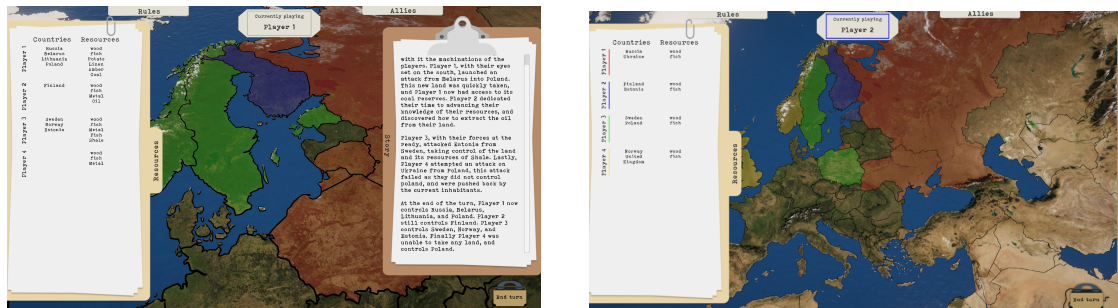 Rules
Allies
Currently playing
Player 1
Countries Resources
Player 1
Russia
Belarus
Lithuania
Poland
wood
fish
Potato
Linen
amber
Coal
Player 2
Finland
wood
fish
Metal
Oil
Player 3
Sweden
Norway
Estonia
wood
fish
Metal
fish
Shale
Player 4
wood
fish
Metal
Resources
Story
with it the machinations of the
players. Player 1, with their eyes
set on the south, launched an
attack from Belarus into Poland.
This new land was quickly taken,
and Player 1 now had access to its
coal reserves. Player 2 dedicated
their time to advancing their
knowledge of their resources, and
discovered how to extract the oil
from their land.
Player 3, with their forces at the
ready, attacked Estonia from
Sweden, taking control of the land
and its resources of Shale. Lastly,
Player 4 attempted an attack on
Ukraine from Poland, this attack
failed as they did not control
poland, and were pushed back by
the current inhabitants.
At the end of the turn, Player 1 now
controls Russia, Belarus,
Lithuania, and Poland. Player 2
still controls Finland. Player 3
controls Sweden, Norway, and
Estonia. Finally Player 4 was
unable to take any land, and
controls Poland.
End turn
Rules
Allies
Currently playing
Player 2
Countries Resources
Player 1
Russia
Ukraine
wood
fish
Player 2
Finland
Estonia
wood
fish
Player 3
Sweden
Poland
wood
fish
Player 4
Norway
United
Kingdom
wood
fish
Resources
End turn